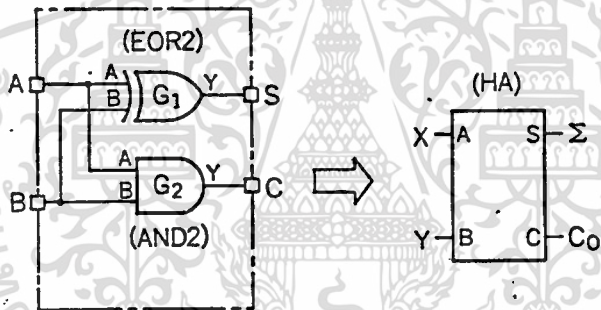 (EOR2)
A A Y S
B G1
(HA)
X A S Σ
A Y C
B B G2
Y B C Co
(AND2)